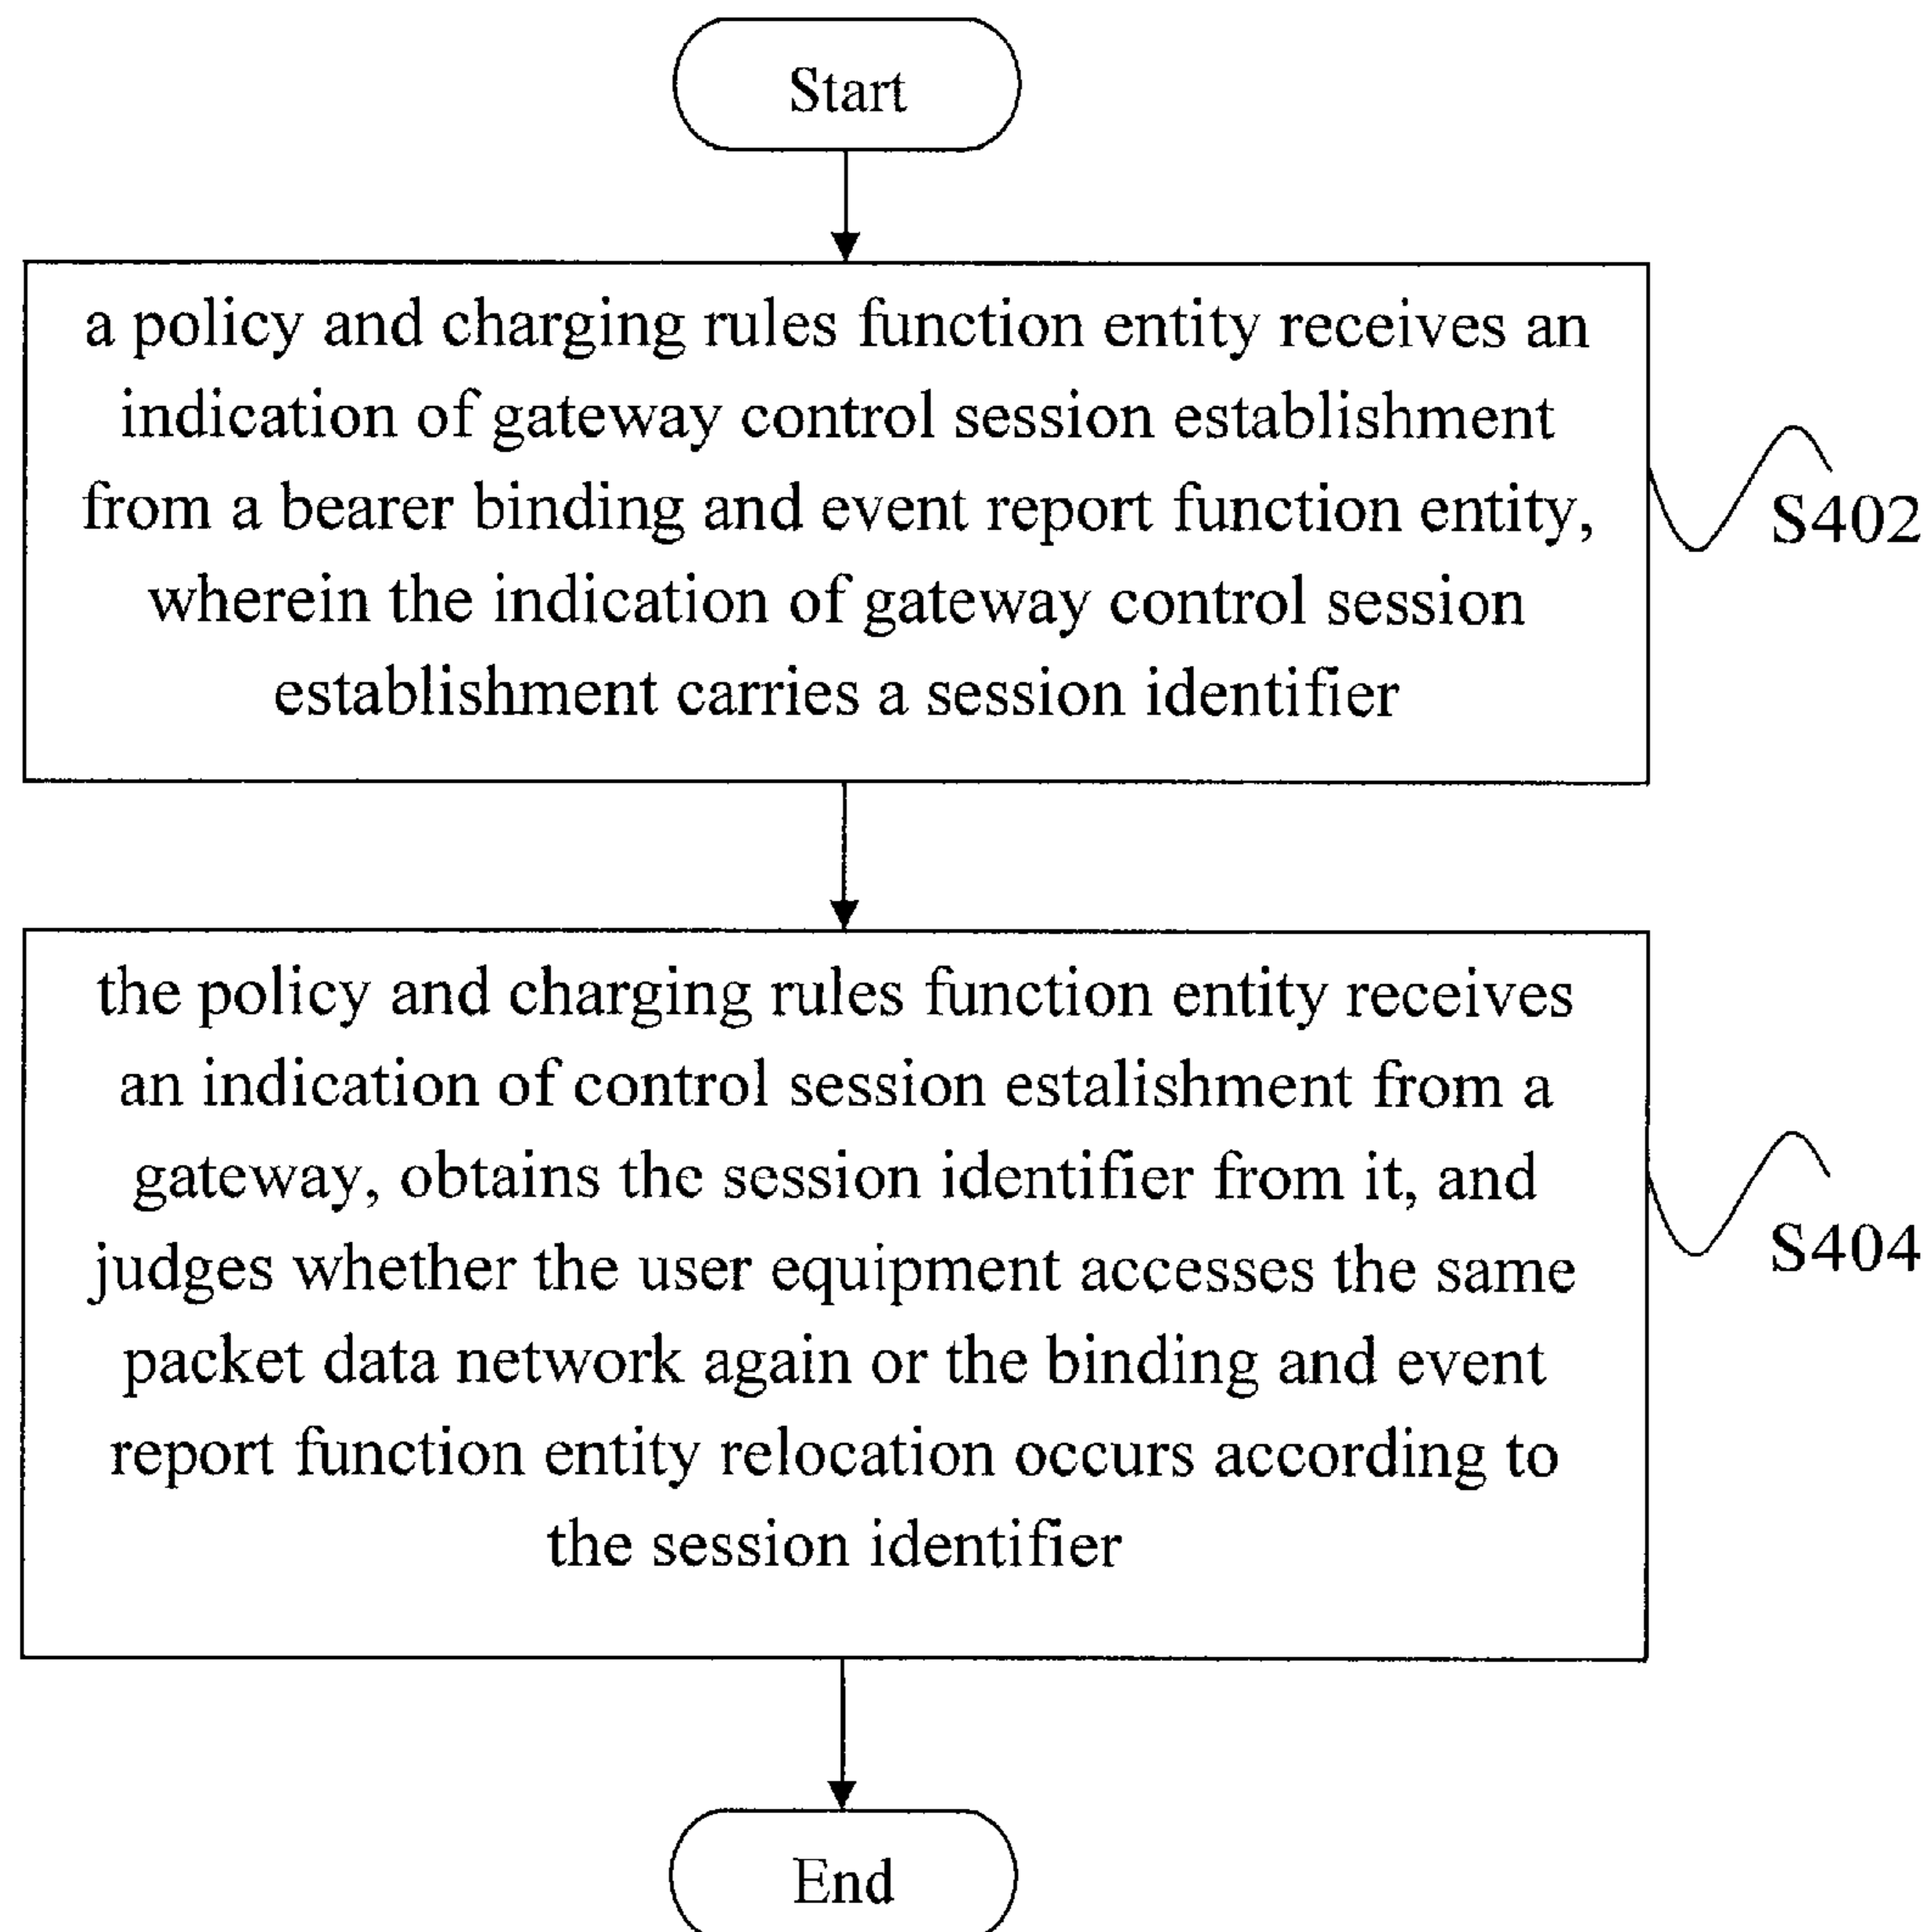 Start
a policy and charging rules function entity receives an
indication of gateway control session establishment
from a bearer binding and event report function entity,
wherein the indication of gateway control session
establishment carries a session identifier
S402
the policy and charging rules function entity receives
an indication of control session estalishment from a
gateway, obtains the session identifier from it, and
judges whether the user equipment accesses the same
packet data network again or the binding and event
report function entity relocation occurs according to
the session identifier
S404
End